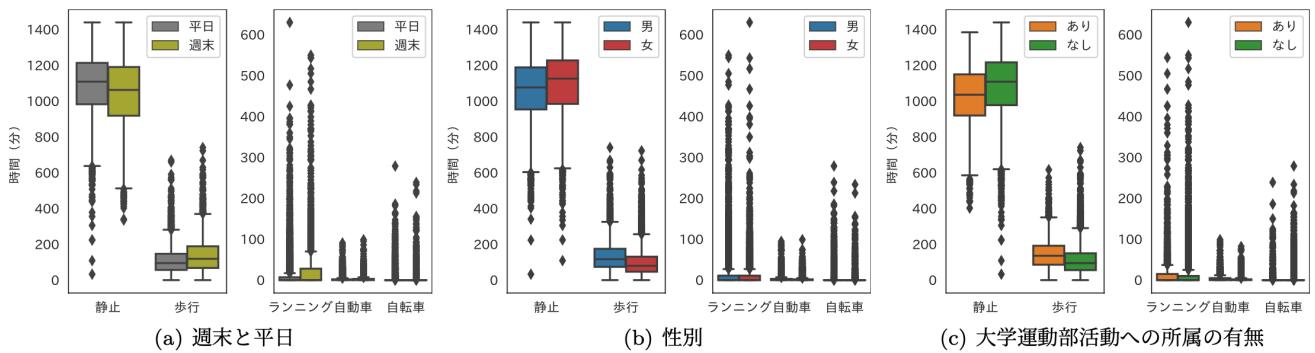 平日
週末
時間（分）
1400
1200
1000
800
600
400
200
0
静止
歩行
平日
週末
600
500
400
300
200
100
0
ランニング 自動車 自転車
(a) 週末と平日
男
女
時間（分）
1400
1200
1000
800
600
400
200
0
静止
歩行
男
女
600
500
400
300
200
100
0
ランニング 自動車 自転車
(b) 性別
あり
なし
時間（分）
1400
1200
1000
800
600
400
200
0
静止
歩行
あり
なし
600
500
400
300
200
100
0
ランニング 自動車 自転車
(c) 大学運動部活動への所属の有無